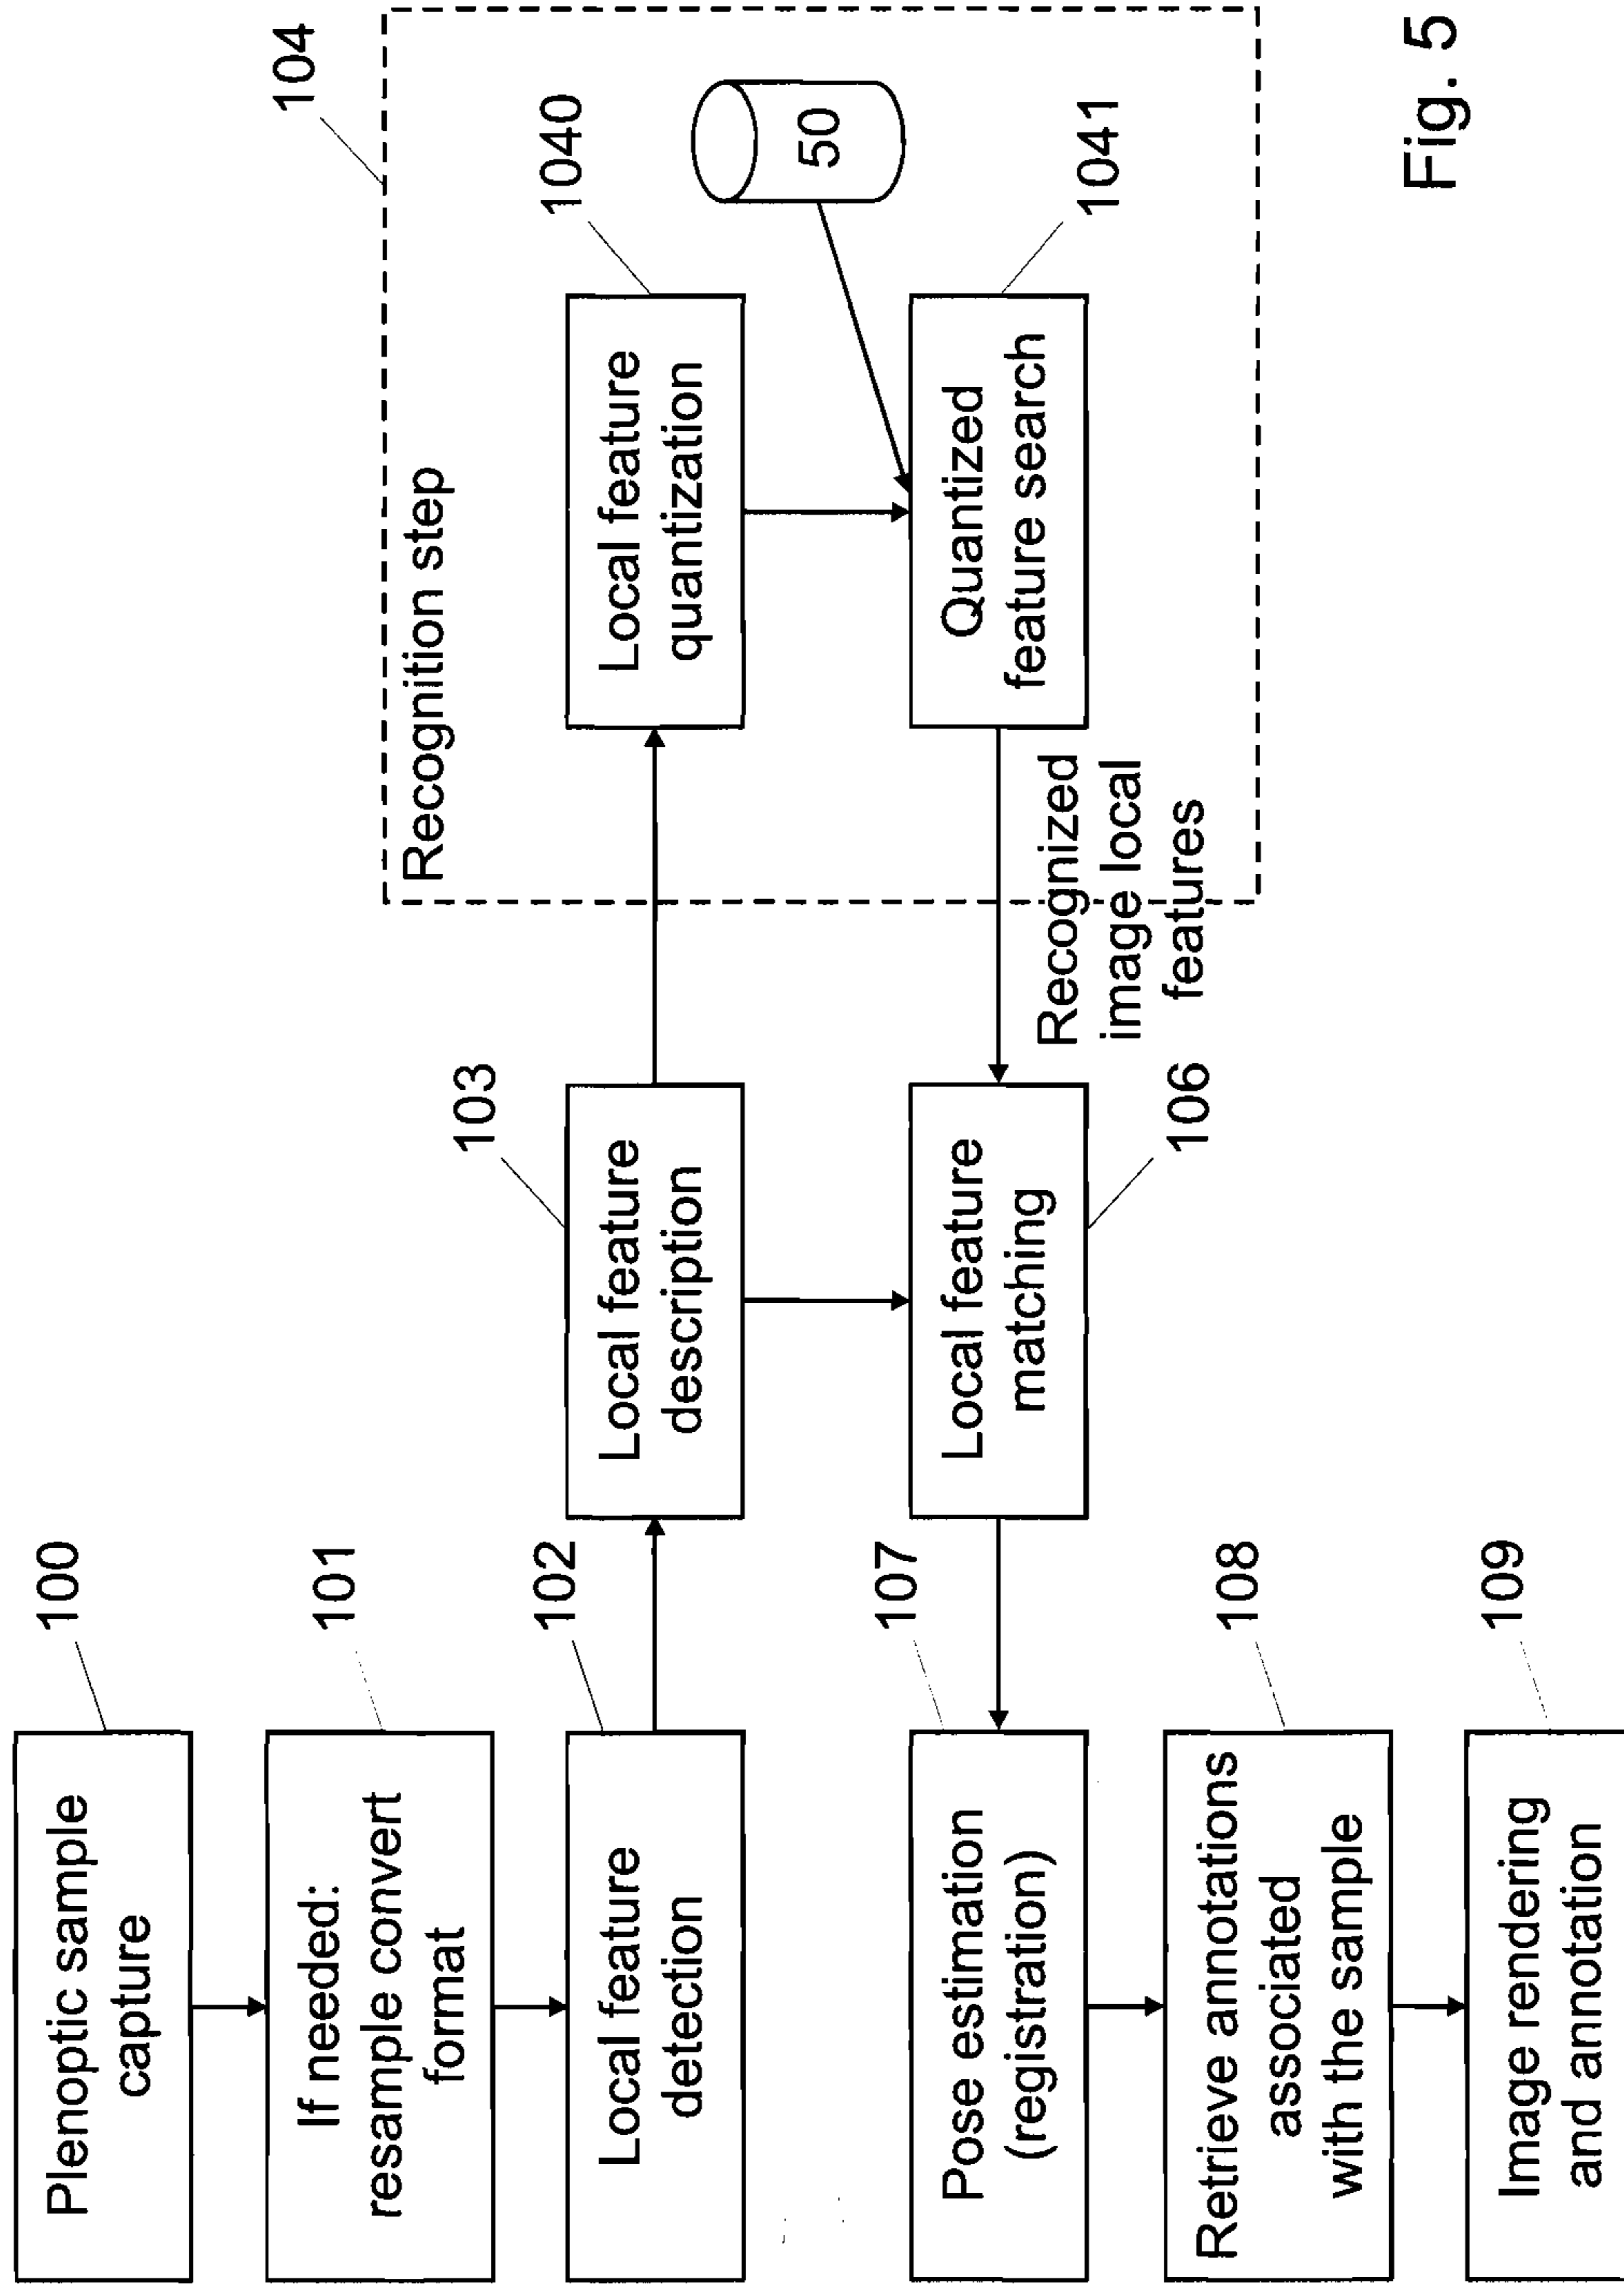 100
Plenoptic sample
capture
101
If needed:
resample convert
format
102
Local feature
detection
103
Local feature
description
104
Recognition step
1040
Local feature
quantization
50
1041
Quantized
feature search
Recognized
image local
features
106
Local feature
matching
107
Pose estimation
(registration)
108
Retrieve annotations
associated
with the sample
109
Image rendering
and annotation
Fig. 5